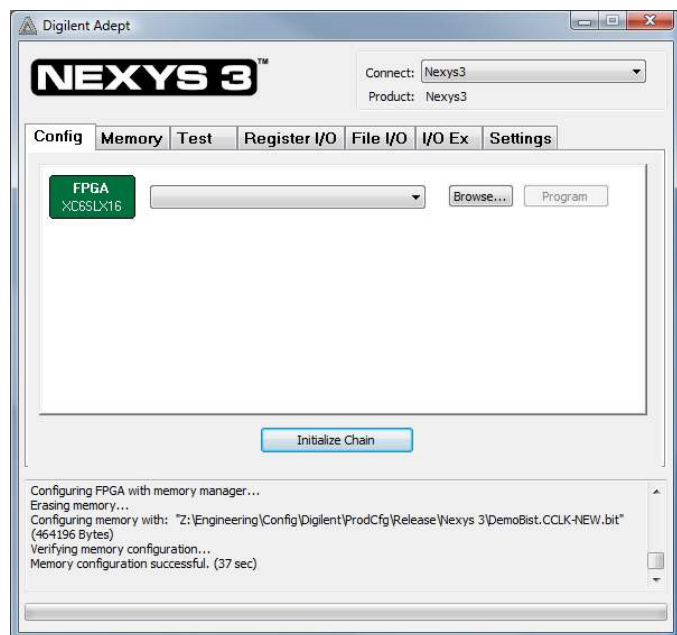 Digilent Adept
NEXYS 3™
Connect: Nexys3
Product: Nexys3
Config Memory Test Register I/O File I/O I/O Ex Settings
FPGA
XC6SLX16
Browse... Program
Initialize Chain
Configuring FPGA with memory manager...
Erasing memory...
Configuring memory with: "Z:\Engineering\Config\Digilent\ProdCfg\Release\Nexys 3\DemoBist.CCLK-NEW.bit"
(464196 Bytes)
Verifying memory configuration...
Memory configuration successful. (37 sec)